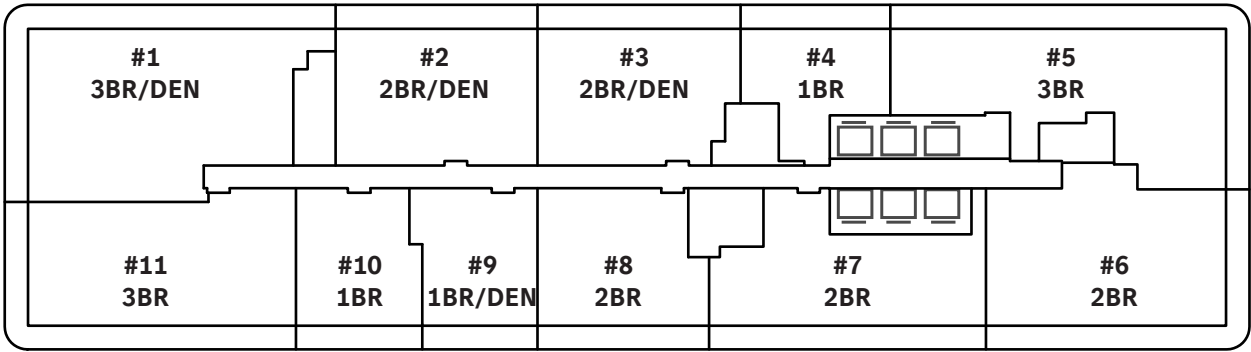 #1
3BR/DEN
#2
2BR/DEN
#3
2BR/DEN
#4
1BR
#5
3BR
#11
3BR
#10
1BR
#9
1BR/DEN
#8
2BR
#7
2BR
#6
2BR